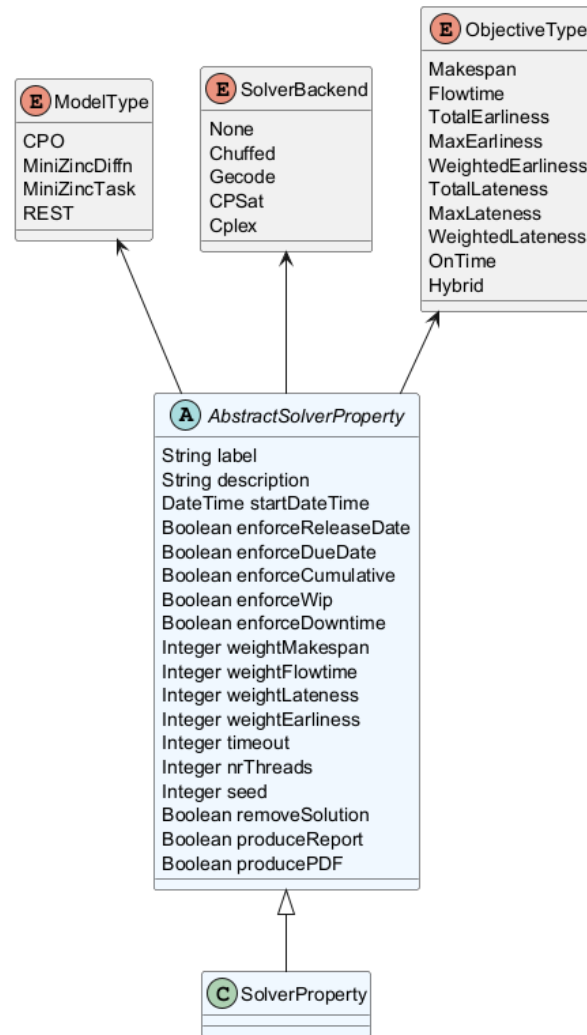 E ModelType
CPO
MiniZincDiffn
MiniZincTask
REST
E SolverBackend
None
Chuffed
Gecode
CPSat
Cplex
E ObjectiveType
Makespan
Flowtime
TotalEarliness
MaxEarliness
WeightedEarliness
TotalLateness
MaxLateness
WeightedLateness
OnTime
Hybrid
A AbstractSolverProperty
String label
String description
DateTime startDateTime
Boolean enforceReleaseDate
Boolean enforceDueDate
Boolean enforceCumulative
Boolean enforceWip
Boolean enforceDowntime
Integer weightMakespan
Integer weightFlowtime
Integer weightLateness
Integer weightEarliness
Integer timeout
Integer nrThreads
Integer seed
Boolean removeSolution
Boolean produceReport
Boolean producePDF
C SolverProperty